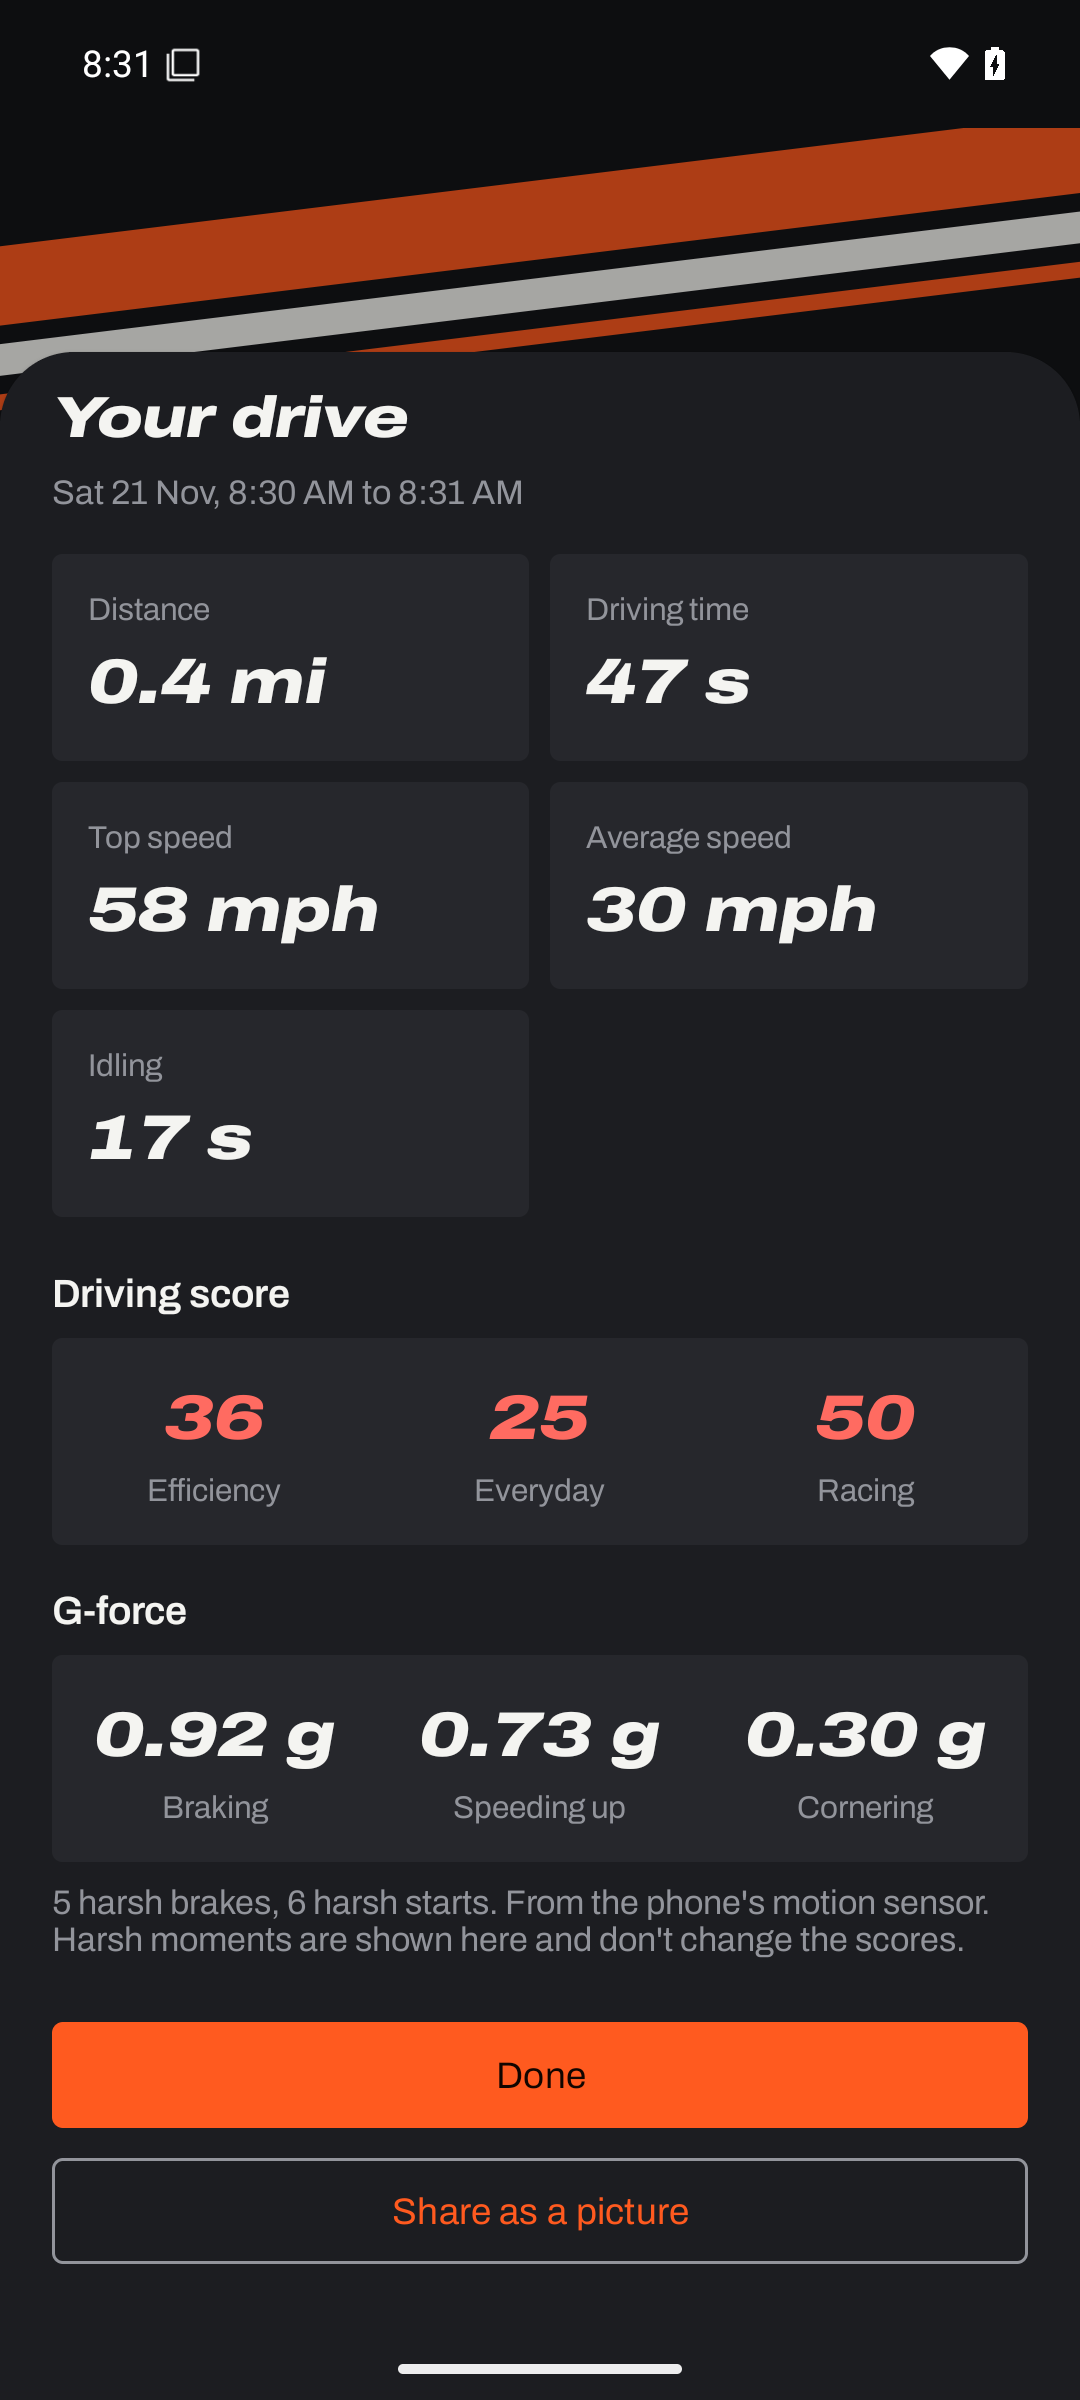 8:31
Your drive
Sat 21 Nov, 8:30 AM to 8:31 AM
Distance
0.4 mi
Driving time
47 s
Top speed
58 mph
Average speed
30 mph
Idling
17 s
Driving score
36
Efficiency
25
Everyday
50
Racing
G-force
0.92 g
Braking
0.73 g
Speeding up
0.30 g
Cornering
5 harsh brakes, 6 harsh starts. From the phone's motion sensor.
Harsh moments are shown here and don't change the scores.
Done
Share as a picture